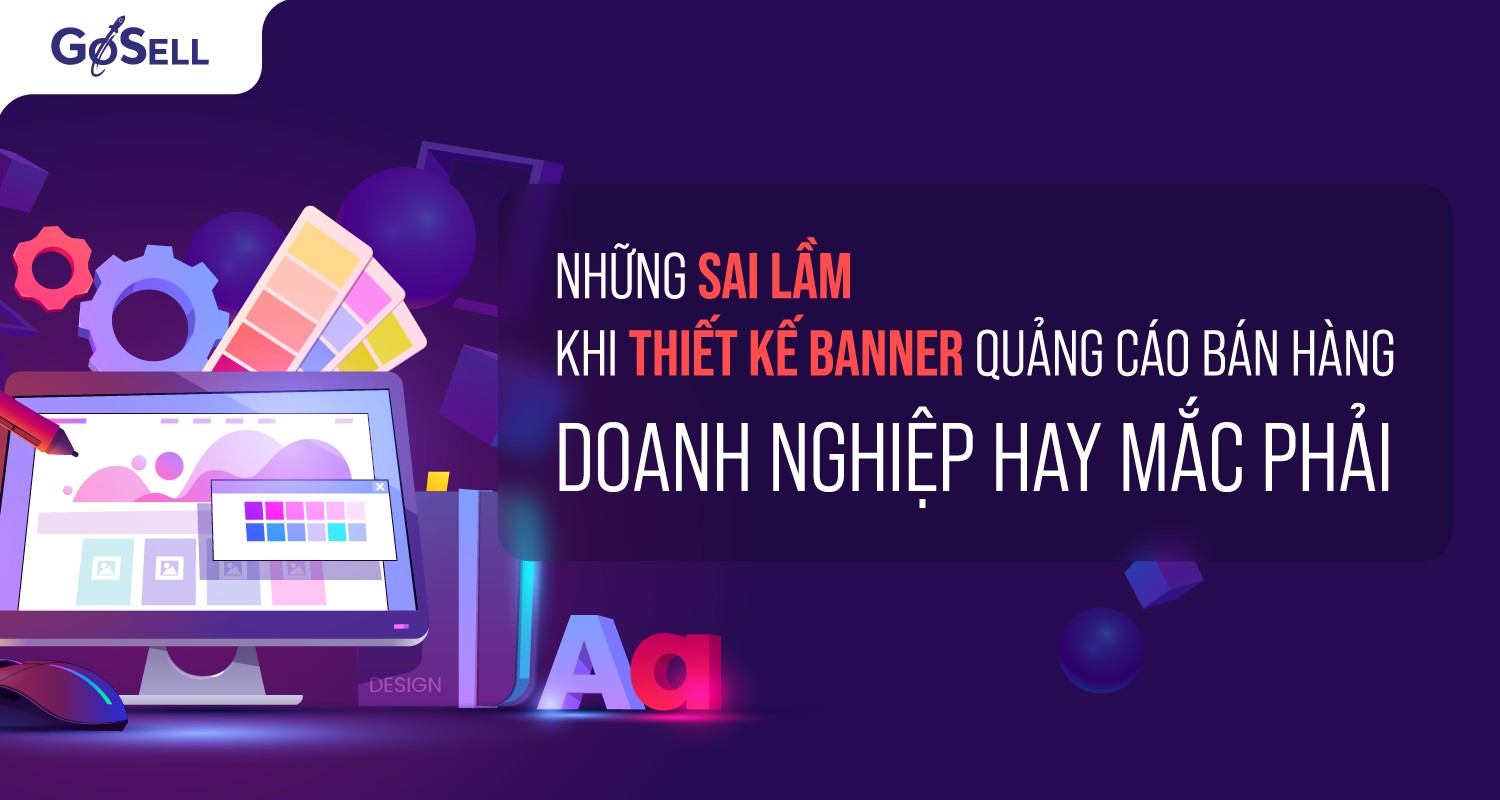 GOSELL
NHỮNG SAI LẦM
KHI THIẾT KẾ BANNER QUẢNG CÁO BÁN HÀNG
DOANH NGHIỆP HAY MẮC PHẢI
DESIGN
Aa